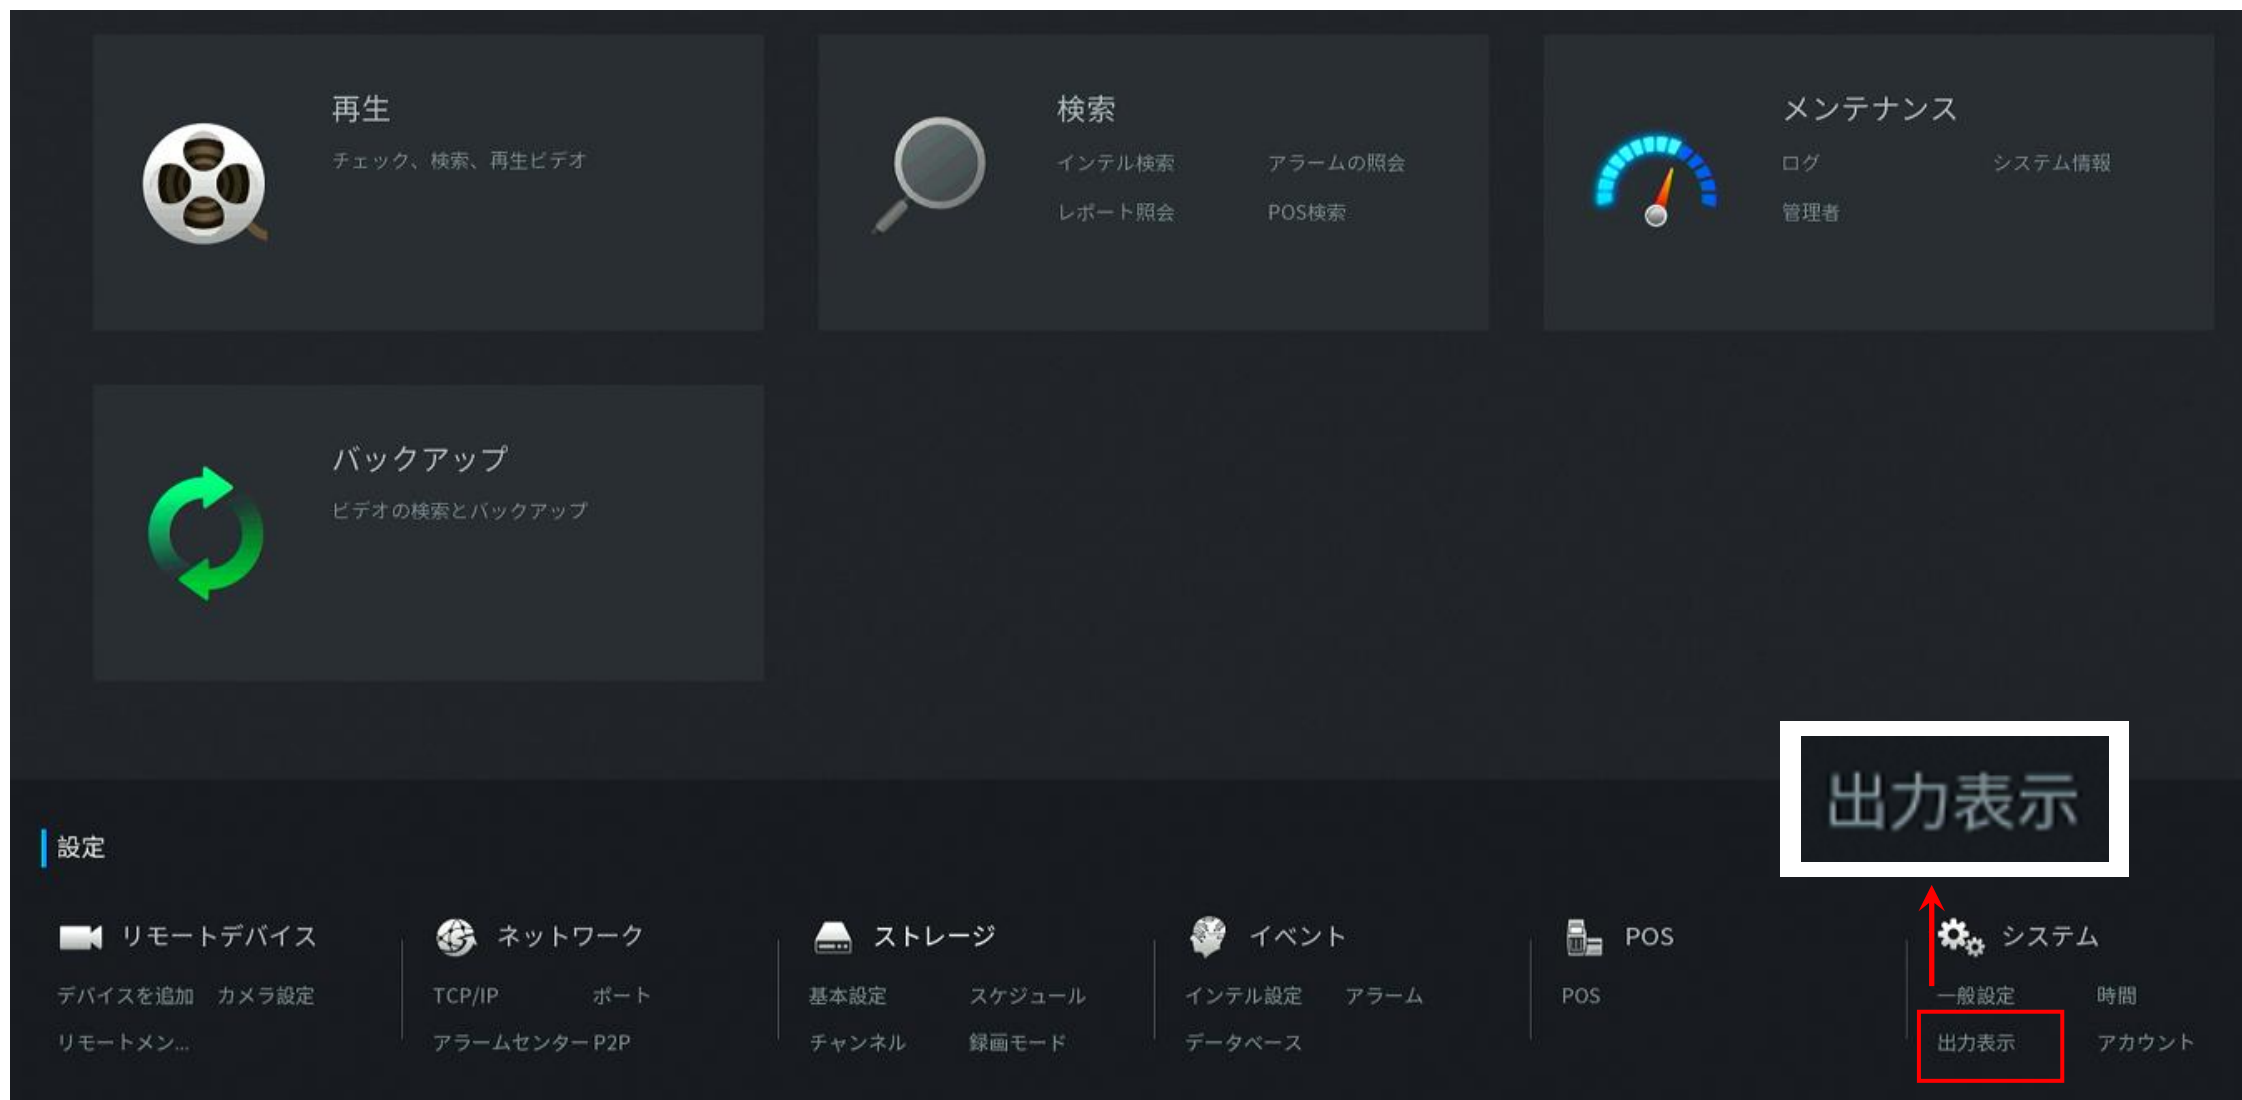 再生
チェック、検索、再生ビデオ
検索
インテル検索 アラームの照会
レポート照会 POS検索
メンテナンス
ログ システム情報
管理者
バックアップ
ビデオの検索とバックアップ
出力表示
設定
リモートデバイス
デバイスを追加 カメラ設定
リモートメン...
ネットワーク
TCP/IP ポート
アラームセンター P2P
ストレージ
基本設定 スケジュール
チャンネル 録画モード
イベント
インテル設定 アラーム
データベース
POS
POS
システム
一般設定 時間
出力表示 アカウント